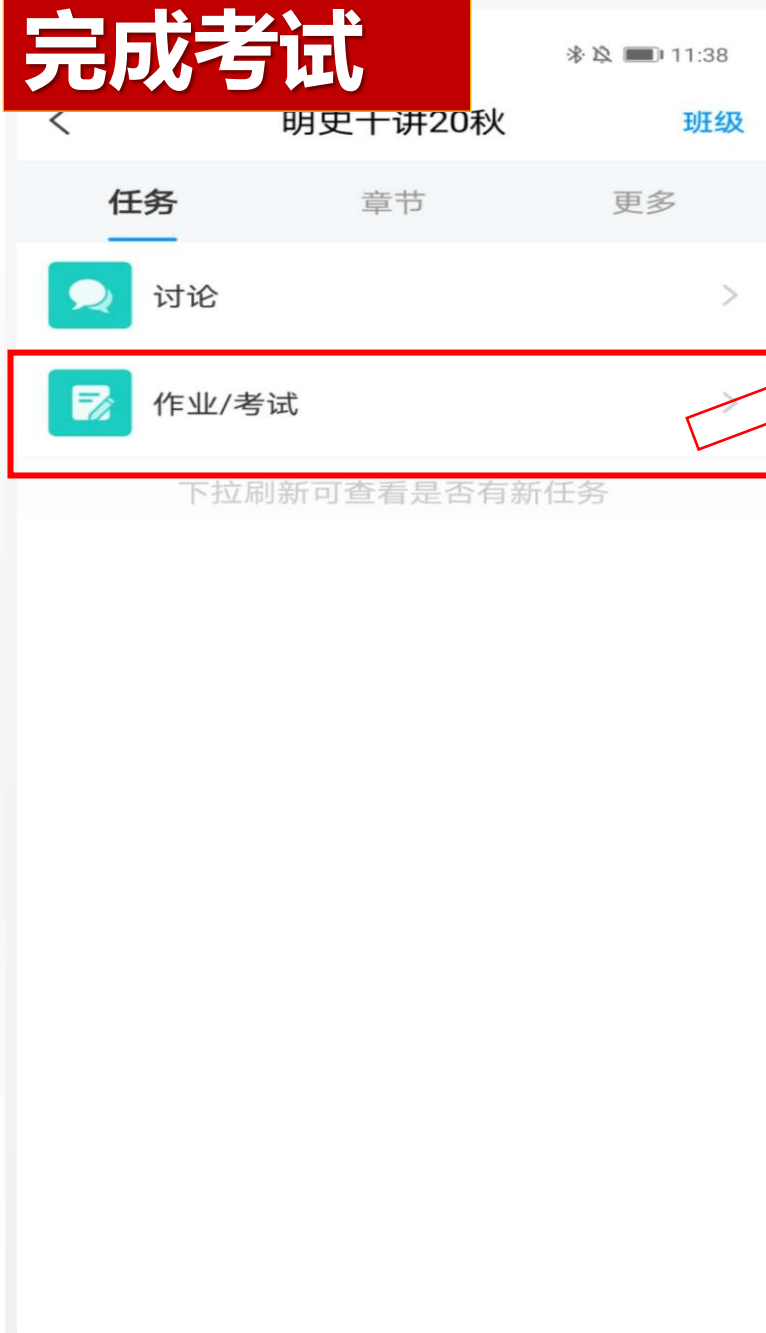 完成考试
11:38
明史十讲20秋
班级
任务 章节 更多
讨论
作业/考试
下拉刷新可查看是否有新任务